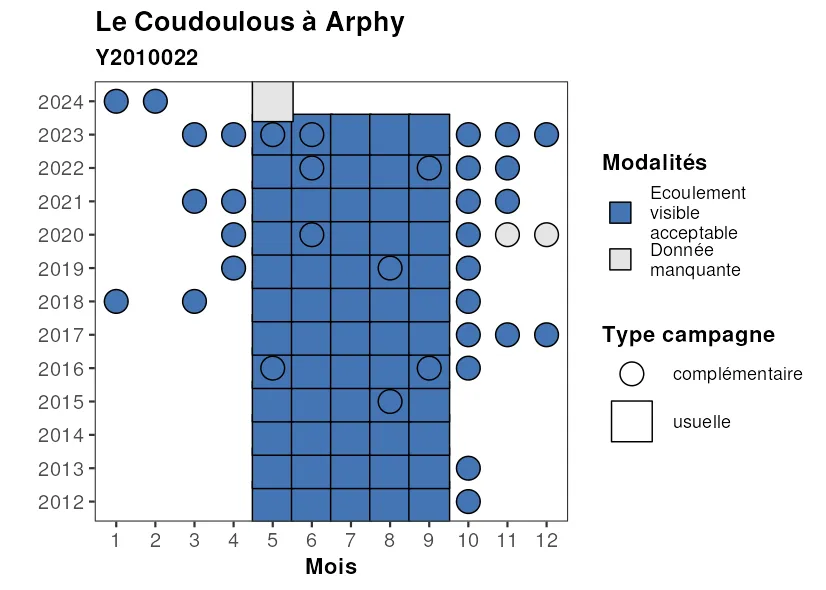 Le Coudoulous à Arphy
Y2010022
2024
2023
2022
2021
2020
2019
2018
2017
2016
2015
2014
2013
2012
1 2 3 4 5 6 7 8 9 10 11 12
Mois
Modalités
Ecoulement
visible
acceptable
Donnée
manquante
Type campagne
complémentaire
usuelle